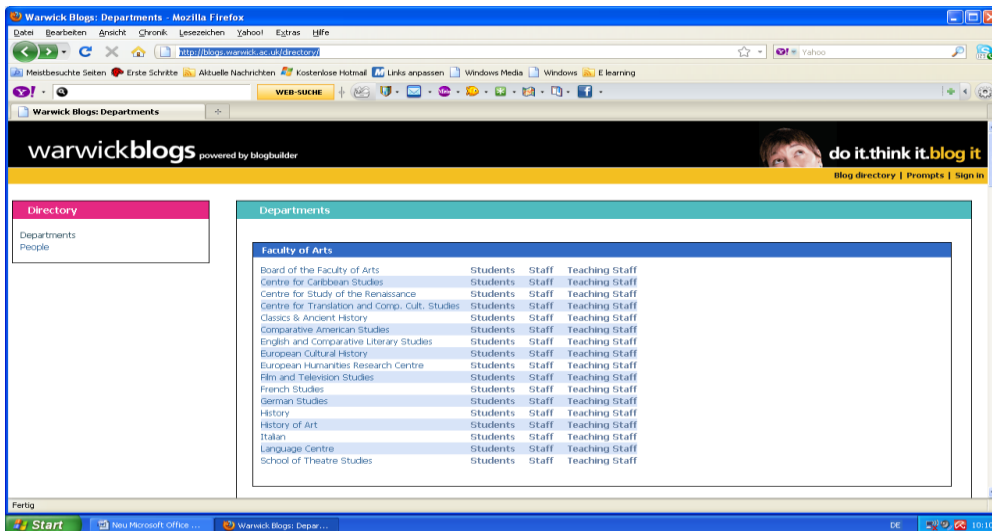 Warwick Blogs: Departments - Mozilla Firefox
Datei Bearbeiten Ansicht Chronik Lesezeichen Yahoo! Extras Hilfe
http://blogs.warwick.ac.uk/directory/ Yahoo
Meistbesuchte Seiten Erste Schritte Aktuelle Nachrichten Kostenlose Hotmail Links anpassen Windows Media Windows E learning
Y! WEB-SUCHE
Warwick Blogs: Departments
warwickblogs powered by blogbuilder do it.think it.blog it
Blog directory | Prompts | Sign in
Directory
Departments
People
Departments
Faculty of Arts
Board of the Faculty of Arts Students Staff Teaching Staff
Centre for Caribbean Studies Students Staff Teaching Staff
Centre for Study of the Renaissance Students Staff Teaching Staff
Centre for Translation and Comp. Cult. Studies Students Staff Teaching Staff
Classics & Ancient History Students Staff Teaching Staff
Comparative American Studies Students Staff Teaching Staff
English and Comparative Literary Studies Students Staff Teaching Staff
European Cultural History Students Staff Teaching Staff
European Humanities Research Centre Students Staff Teaching Staff
Film and Television Studies Students Staff Teaching Staff
French Studies Students Staff Teaching Staff
German Studies Students Staff Teaching Staff
History Students Staff Teaching Staff
History of Art Students Staff Teaching Staff
Italian Students Staff Teaching Staff
Language Centre Students Staff Teaching Staff
School of Theatre Studies Students Staff Teaching Staff
Fertig
Start Neu Microsoft Office ... Warwick Blogs: Depar... DE 10:10